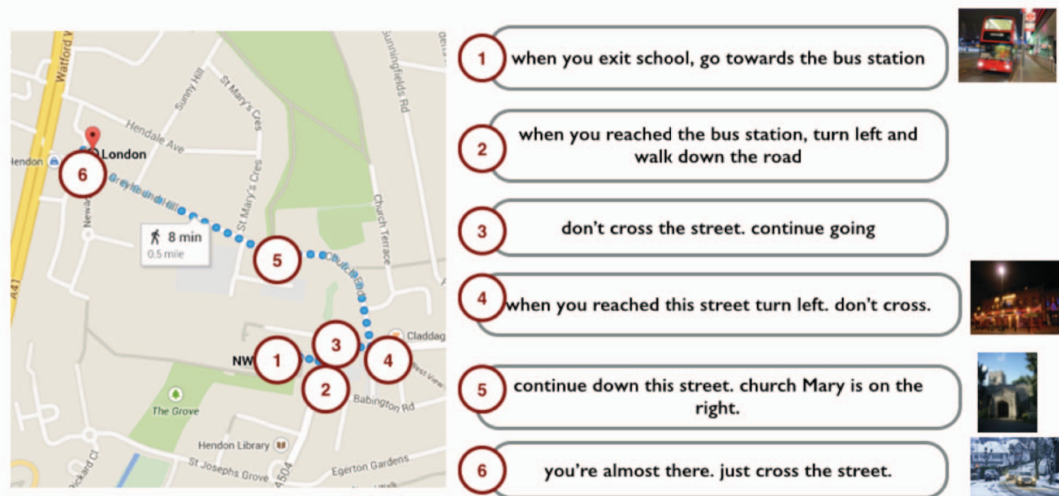 Watford W
Sunny Hill
St Mary's Cres
Sunningfields Rd
Hendale Ave
London
Hendon
6
St Mary's Cres
Church Terrace
8 min
0.5 mile
5
A41
Claddag
NW
1
3
4
2
Babington Rd
The Grove
Hendon Library
St Josephs Grove
A504
Egerton Gardens
1
when you exit school, go towards the bus station
2
when you reached the bus station, turn left and
walk down the road
3
don't cross the street. continue going
4
when you reached this street turn left. don't cross.
5
continue down this street. church Mary is on the
right.
6
you're almost there. just cross the street.